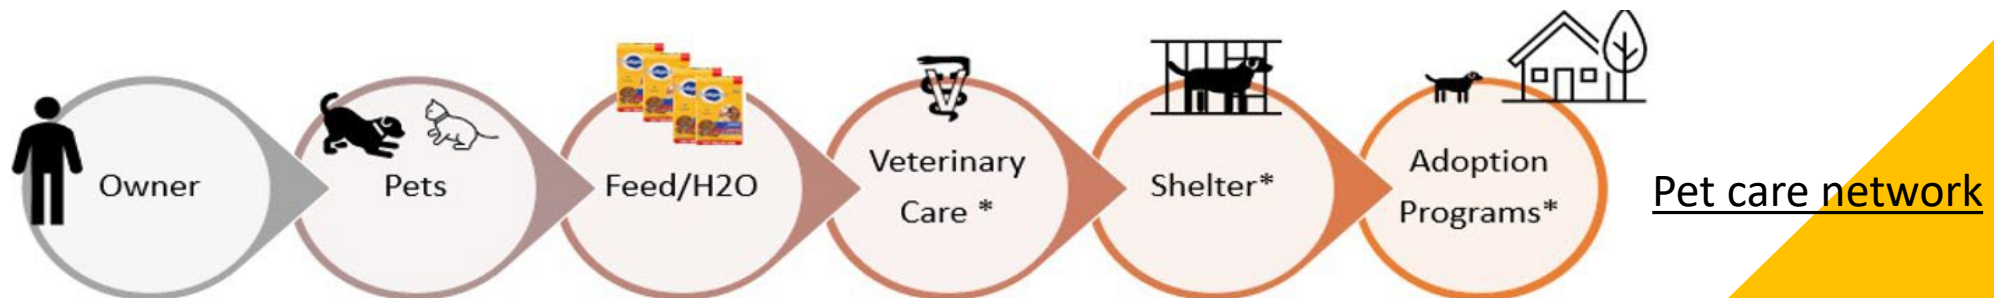 Owner
Pets
Feed/H2O
Veterinary
Care *
Shelter*
Adoption
Programs*
Pet care network